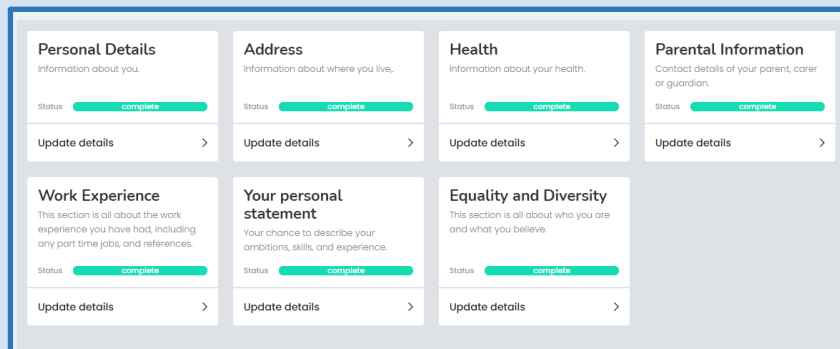 Personal Details
Information about you.
Status complete
Update details
Address
Information about where you live,.
Status complete
Update details
Health
Information about your health.
Status complete
Update details
Parental Information
Contact details of your parent, carer
or guardian.
Status complete
Update details
Work Experience
This section is all about the work
experience you have had, including
any part time jobs, and references.
Status complete
Update details
Your personal
statement
Your chance to describe your
ambitions, skills, and experience.
Status complete
Update details
Equality and Diversity
This section is all about who you are
and what you believe.
Status complete
Update details